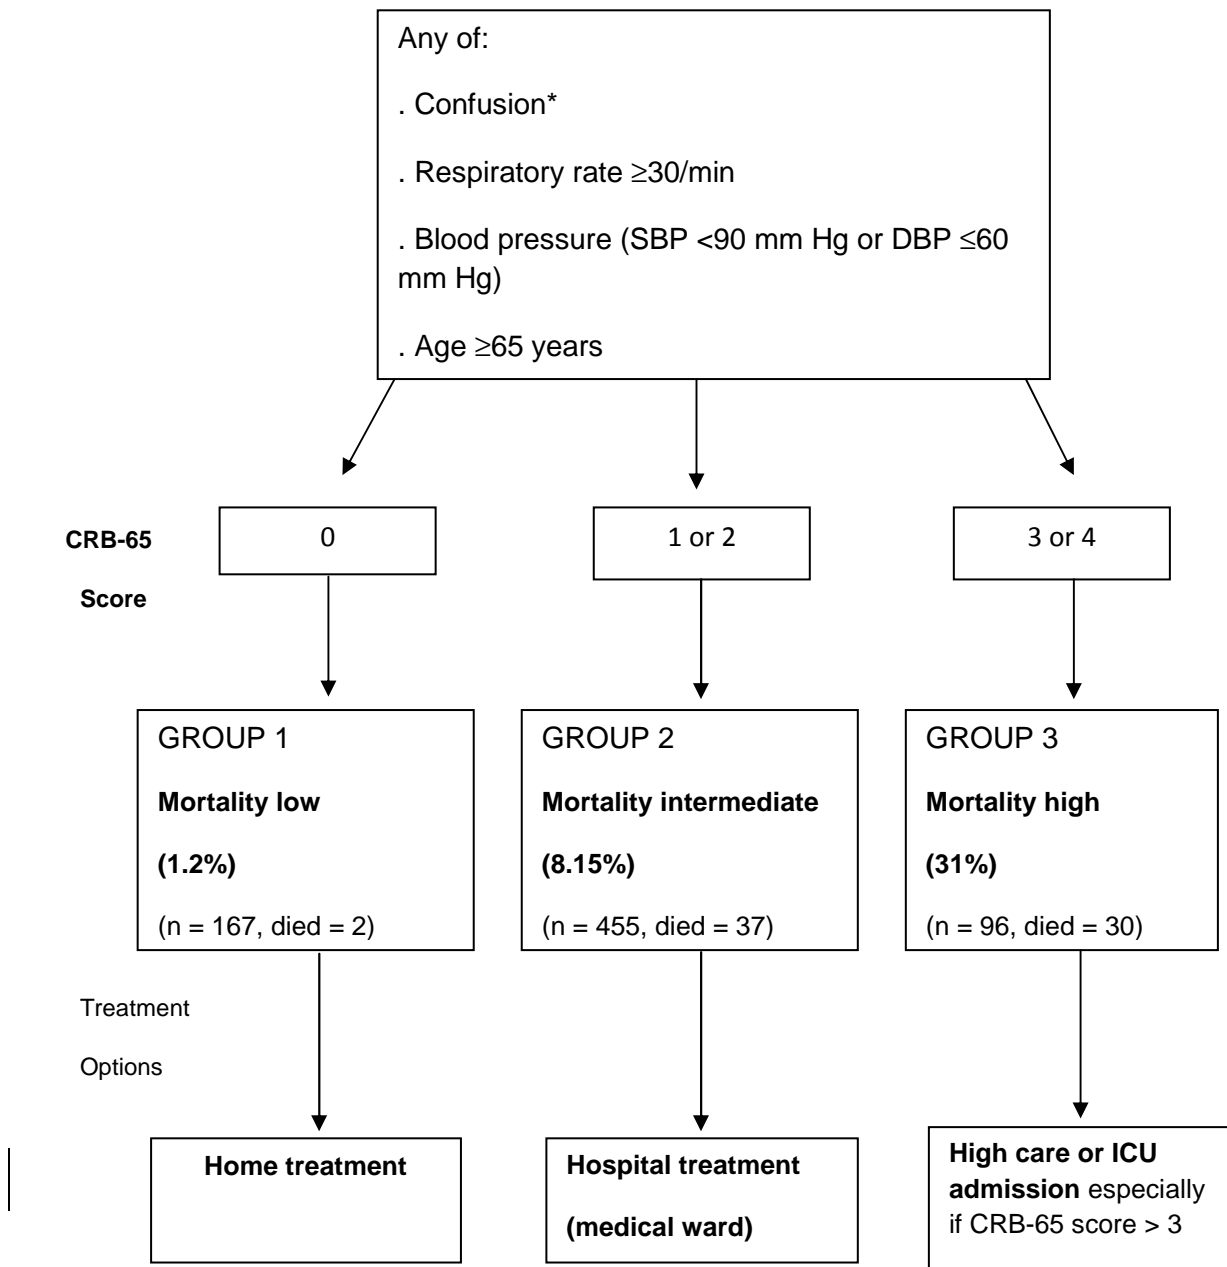 Any of:
. Confusion*
. Respiratory rate ≥30/min
. Blood pressure (SBP <90 mm Hg or DBP ≤60
mm Hg)
. Age ≥65 years
CRB-65
Score
0
1 or 2
3 or 4
GROUP 1
Mortality low
(1.2%)
(n = 167, died = 2)
GROUP 2
Mortality intermediate
(8.15%)
(n = 455, died = 37)
GROUP 3
Mortality high
(31%)
(n = 96, died = 30)
Treatment
Options
Home treatment
Hospital treatment
(medical ward)
High care or ICU
admission especially
if CRB-65 score > 3